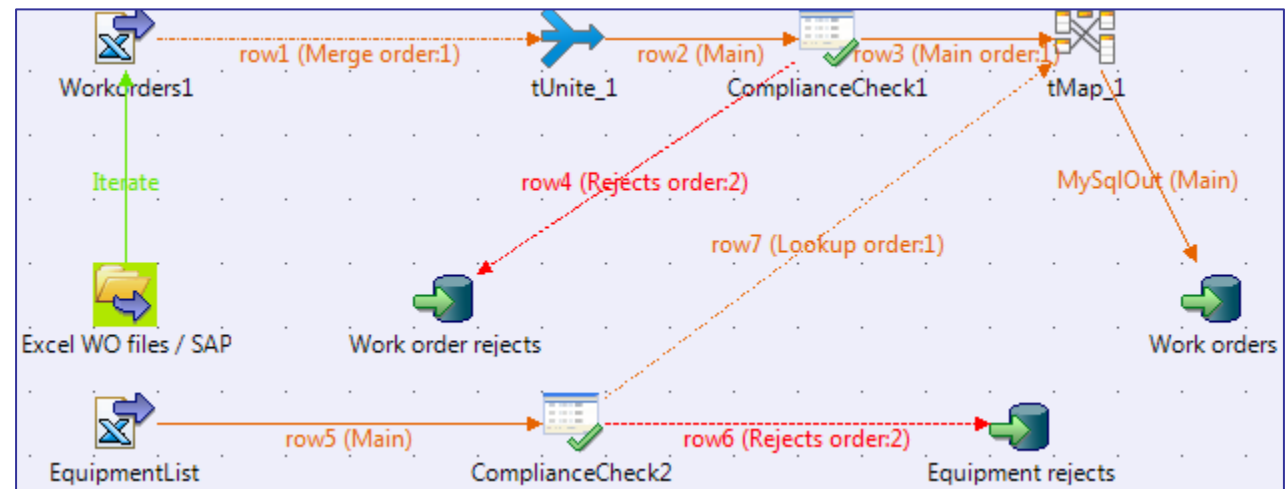 row1 (Merge order:1)
row2 (Main)
row3 (Main order:1)
Workorders1
tUnite_1
ComplianceCheck1
tMap_1
Iterate
row4 (Rejects order:2)
MySqlOut (Main)
row7 (Lookup order:1)
Excel WO files / SAP
Work order rejects
Work orders
row5 (Main)
row6 (Rejects order:2)
EquipmentList
ComplianceCheck2
Equipment rejects